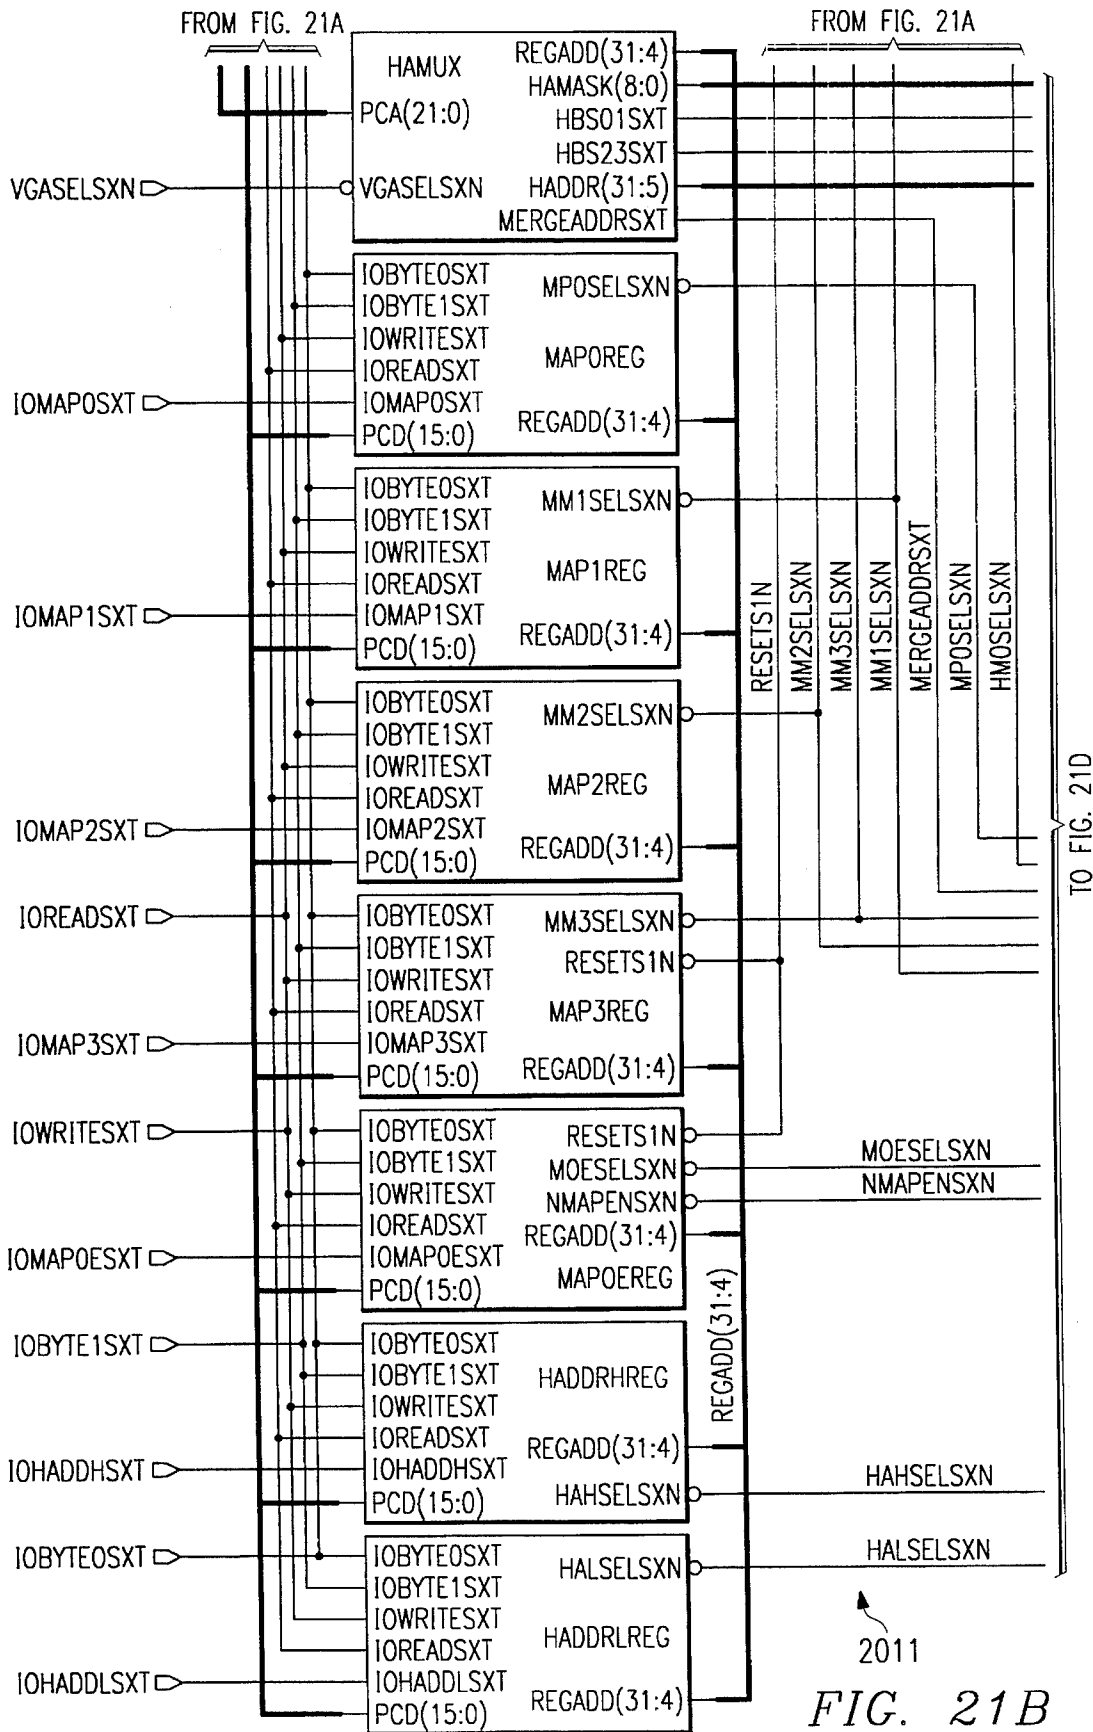 FROM FIG. 21A
FROM FIG. 21A
HAMUX
REGADD(31:4)
HAMASK(8:0)
PCA(21:0)
HBS01SXT
HBS23SXT
VGASELSXN
VGASELSXN
HADDR(31:5)
MERGEADDRSXT
IOBYTE0SXT
MP0SELSXN
IOBYTE1SXT
IOWRITESXT
MAP0REG
IOREADSXT
IOMAP0SXT
IOMAP0SXT
REGADD(31:4)
PCD(15:0)
IOBYTE0SXT
MM1SELSXN
IOBYTE1SXT
IOWRITESXT
MAP1REG
IOREADSXT
IOMAP1SXT
IOMAP1SXT
REGADD(31:4)
PCD(15:0)
RESETS1N
MM2SELSXN
MM3SELSXN
MM1SELSXN
MERGEADDRSXT
MP0SELSXN
HM0SELSXN
IOBYTE0SXT
MM2SELSXN
IOBYTE1SXT
IOWRITESXT
MAP2REG
IOREADSXT
IOMAP2SXT
IOMAP2SXT
REGADD(31:4)
PCD(15:0)
TO FIG. 21D
IOREADSXT
IOBYTE0SXT
MM3SELSXN
IOBYTE1SXT
RESETS1N
IOWRITESXT
IOREADSXT
MAP3REG
IOMAP3SXT
IOMAP3SXT
REGADD(31:4)
PCD(15:0)
IOWRITESXT
IOBYTE0SXT
RESETS1N
IOBYTE1SXT
MOESELSXN
MOESELSXN
IOWRITESXT
NMAPENSXN
NMAPENSXN
IOREADSXT
REGADD(31:4)
IOMAP0ESXT
IOMAP0ESXT
MAP0EREG
PCD(15:0)
REGADD(31:4)
IOBYTE1SXT
IOBYTE0SXT
IOBYTE1SXT
HADDRHREG
IOWRITESXT
IOREADSXT
REGADD(31:4)
IOHADDHSXT
IOHADDHSXT
PCD(15:0)
HAHSELSXN
HAHSELSXN
IOBYTE0SXT
IOBYTE0SXT
HALSELSXN
HALSELSXN
IOBYTE1SXT
IOWRITESXT
HADDRLREG
IOREADSXT
2011
IOHADDLSXT
IOHADDLSXT
REGADD(31:4)
PCD(15:0)
FIG. 21B